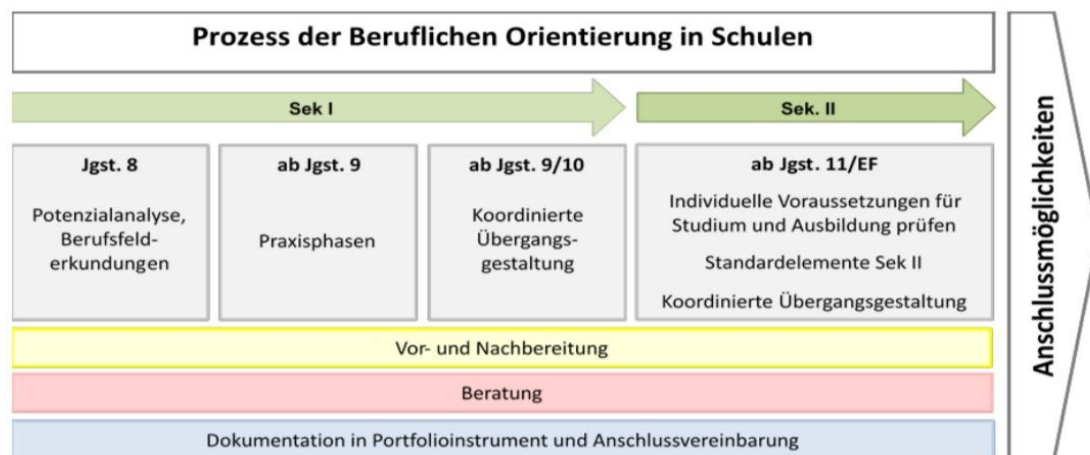 Prozess der Beruflichen Orientierung in Schulen
Sek I
Sek. II
Jgst. 8
Potenzialanalyse,
Berufsfeld-
erkundungen
ab Jgst. 9
Praxisphasen
ab Jgst. 9/10
Koordinierte
Übergangs-
gestaltung
ab Jgst. 11/EF
Individuelle Voraussetzungen für
Studium und Ausbildung prüfen
Standardelemente Sek II
Koordinierte Übergangsgestaltung
Vor- und Nachbereitung
Beratung
Dokumentation in Portfolioinstrument und Anschlussvereinbarung
Anschlussmöglichkeiten